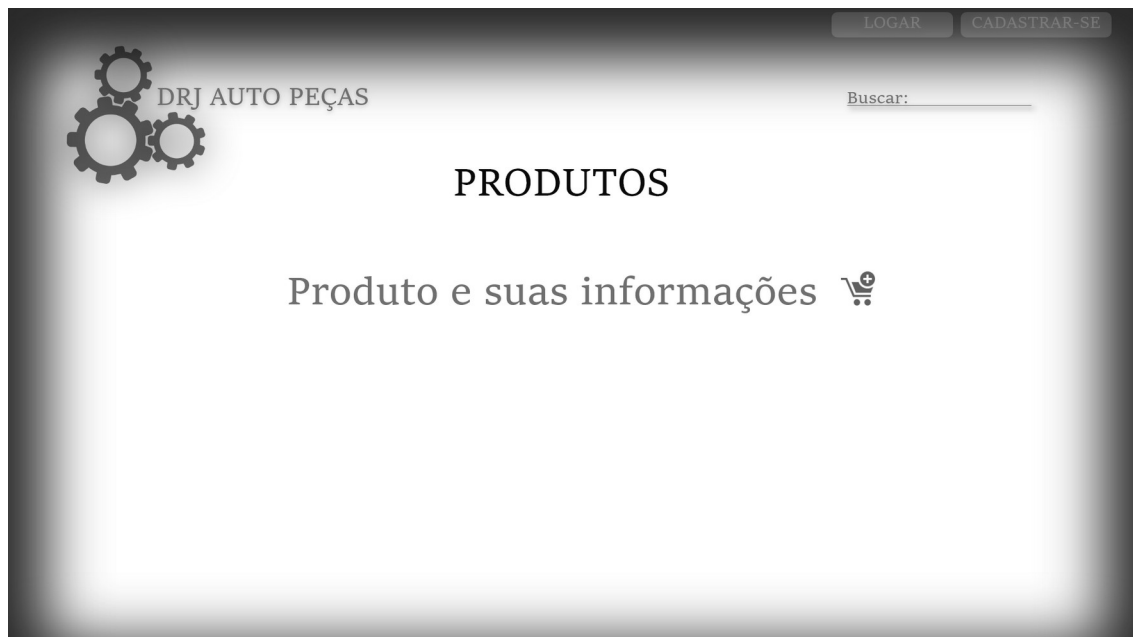 LOGAR CADASTRAR-SE
DRJ AUTO PEÇAS
Buscar:
PRODUTOS
Produto e suas informações